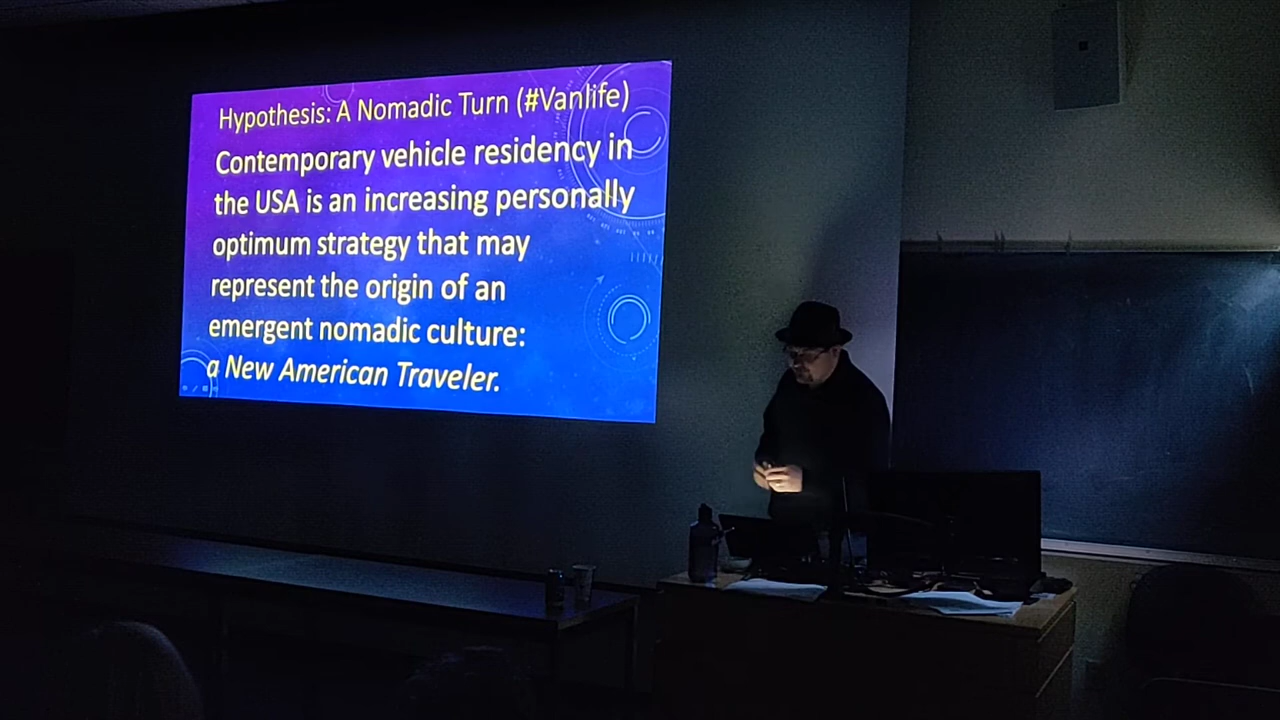 Hypothesis: A Nomadic Turn (#Vanlife)
Contemporary vehicle residency in
the USA is an increasing personally
optimum strategy that may
represent the origin of an
emergent nomadic culture:
a New American Traveler.